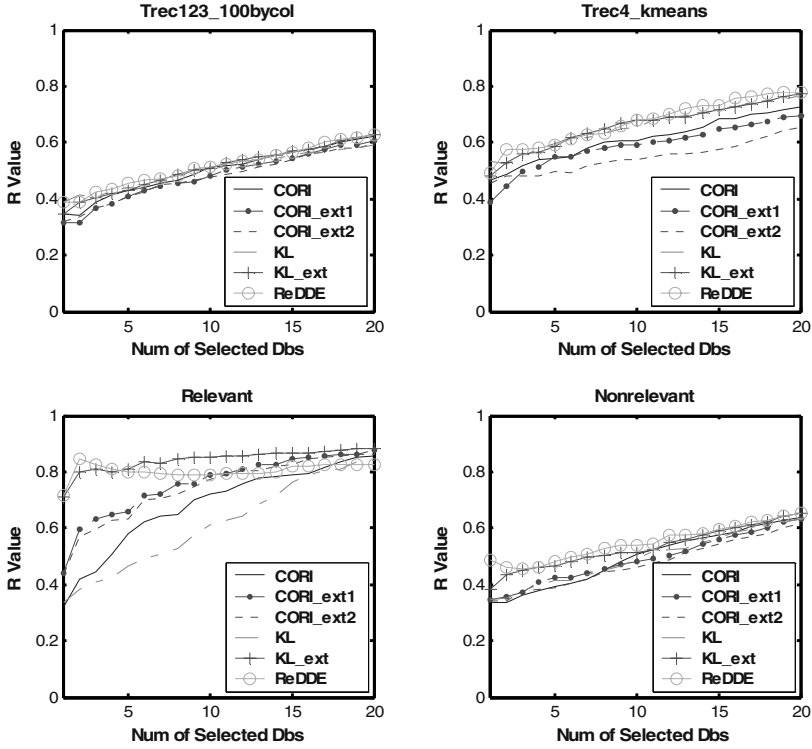 Trec123_100bycol
R Value
1
0.8
0.6
0.4
0.2
0
5
10
15
20
Num of Selected Dbs
CORI
CORI_ext1
CORI_ext2
KL
KL_ext
ReDDE
Trec4_kmeans
R Value
1
0.8
0.6
0.4
0.2
0
5
10
15
20
Num of Selected Dbs
CORI
CORI_ext1
CORI_ext2
KL
KL_ext
ReDDE
Relevant
R Value
1
0.8
0.6
0.4
0.2
0
5
10
15
20
Num of Selected Dbs
CORI
CORI_ext1
CORI_ext2
KL
KL_ext
ReDDE
Nonrelevant
R Value
1
0.8
0.6
0.4
0.2
0
5
10
15
20
Num of Selected Dbs
CORI
CORI_ext1
CORI_ext2
KL
KL_ext
ReDDE